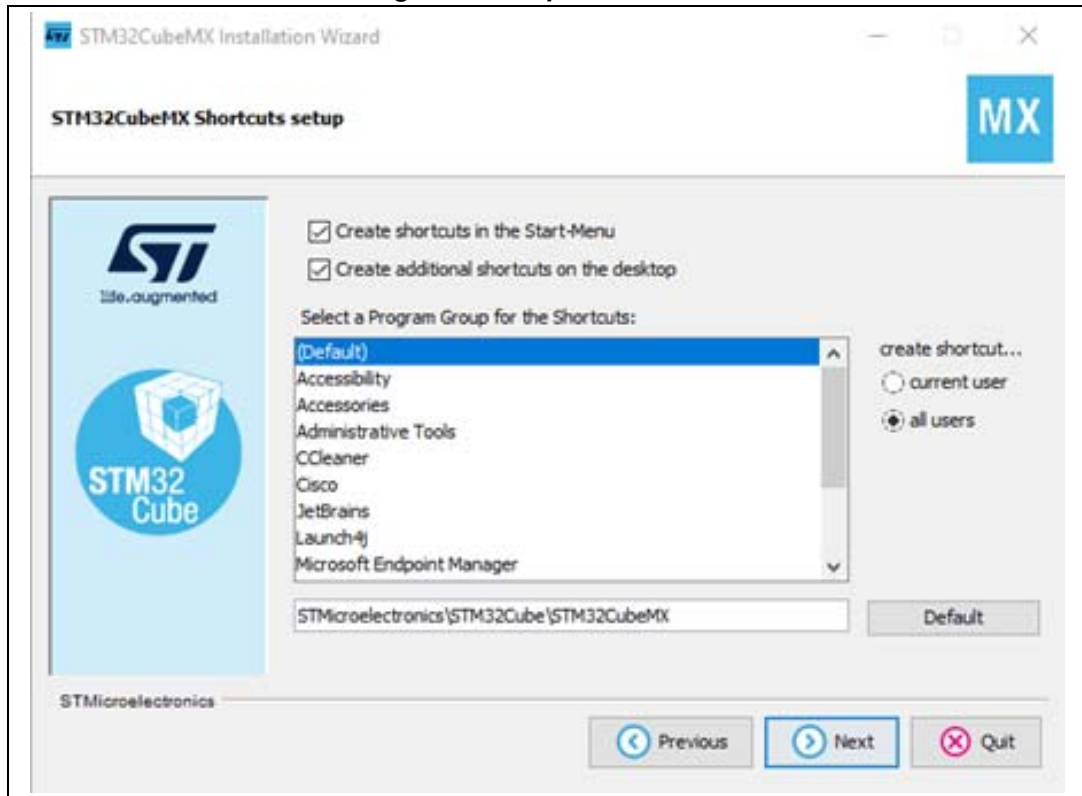 STM32CubeMX Installation Wizard
STM32CubeMX Shortcuts setup
MX
ST
life.augmented
STM32
Cube
Create shortcuts in the Start-Menu
Create additional shortcuts on the desktop
Select a Program Group for the Shortcuts:
(Default)
Accessibility
Accessories
Administrative Tools
CCleaner
Cisco
JetBrains
Launch4j
Microsoft Endpoint Manager
create shortcut...
current user
all users
STMicroelectronics\STM32Cube\STM32CubeMX
Default
STMicroelectronics
Previous
Next
Quit